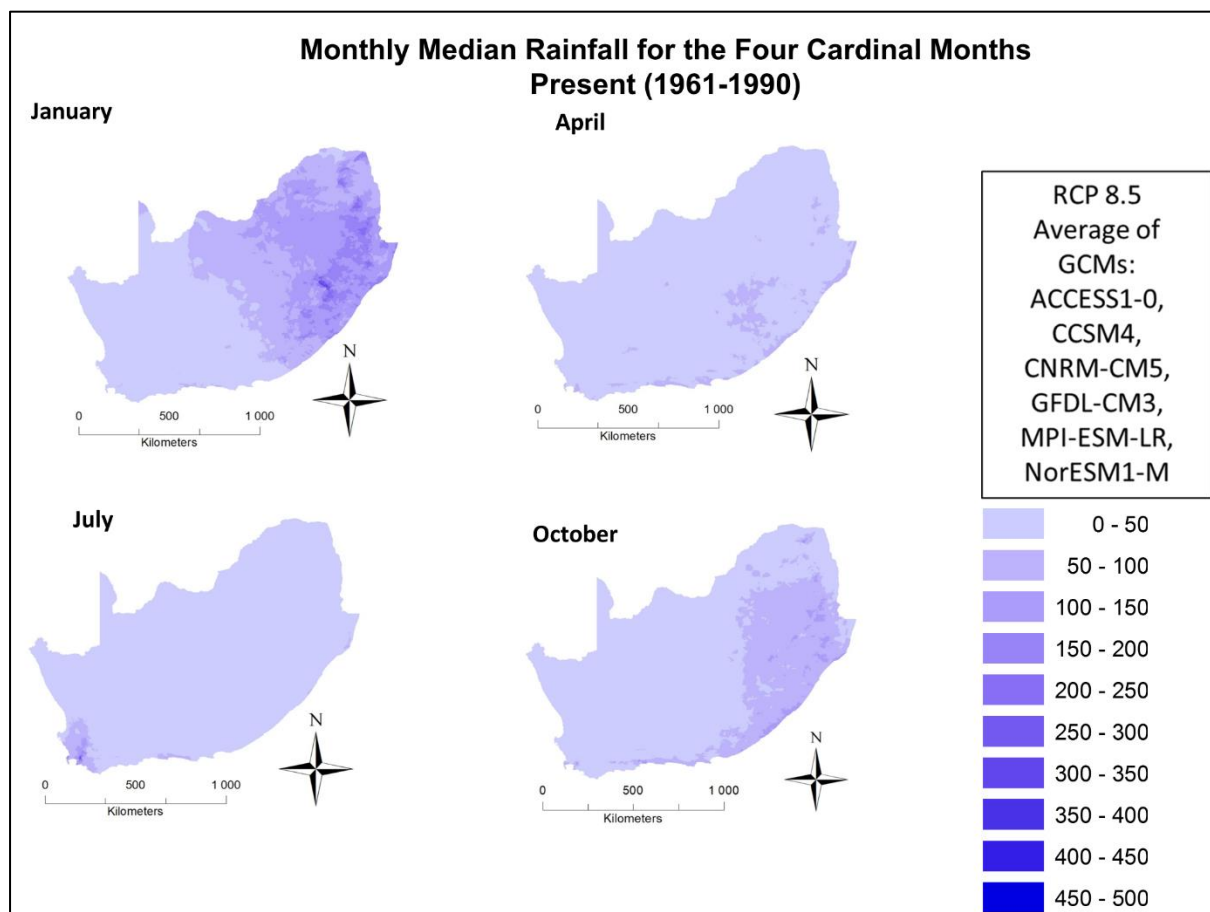 Monthly Median Rainfall for the Four Cardinal Months
Present (1961-1990)
January
April
N
0 500 1 000
Kilometers
N
0 500 1 000
Kilometers
July
October
N
0 500 1 000
Kilometers
N
0 500 1 000
Kilometers
RCP 8.5
Average of
GCMs:
ACCESS1-0,
CCSM4,
CNRM-CM5,
GFDL-CM3,
MPI-ESM-LR,
NorESM1-M
0 - 50
50 - 100
100 - 150
150 - 200
200 - 250
250 - 300
300 - 350
350 - 400
400 - 450
450 - 500